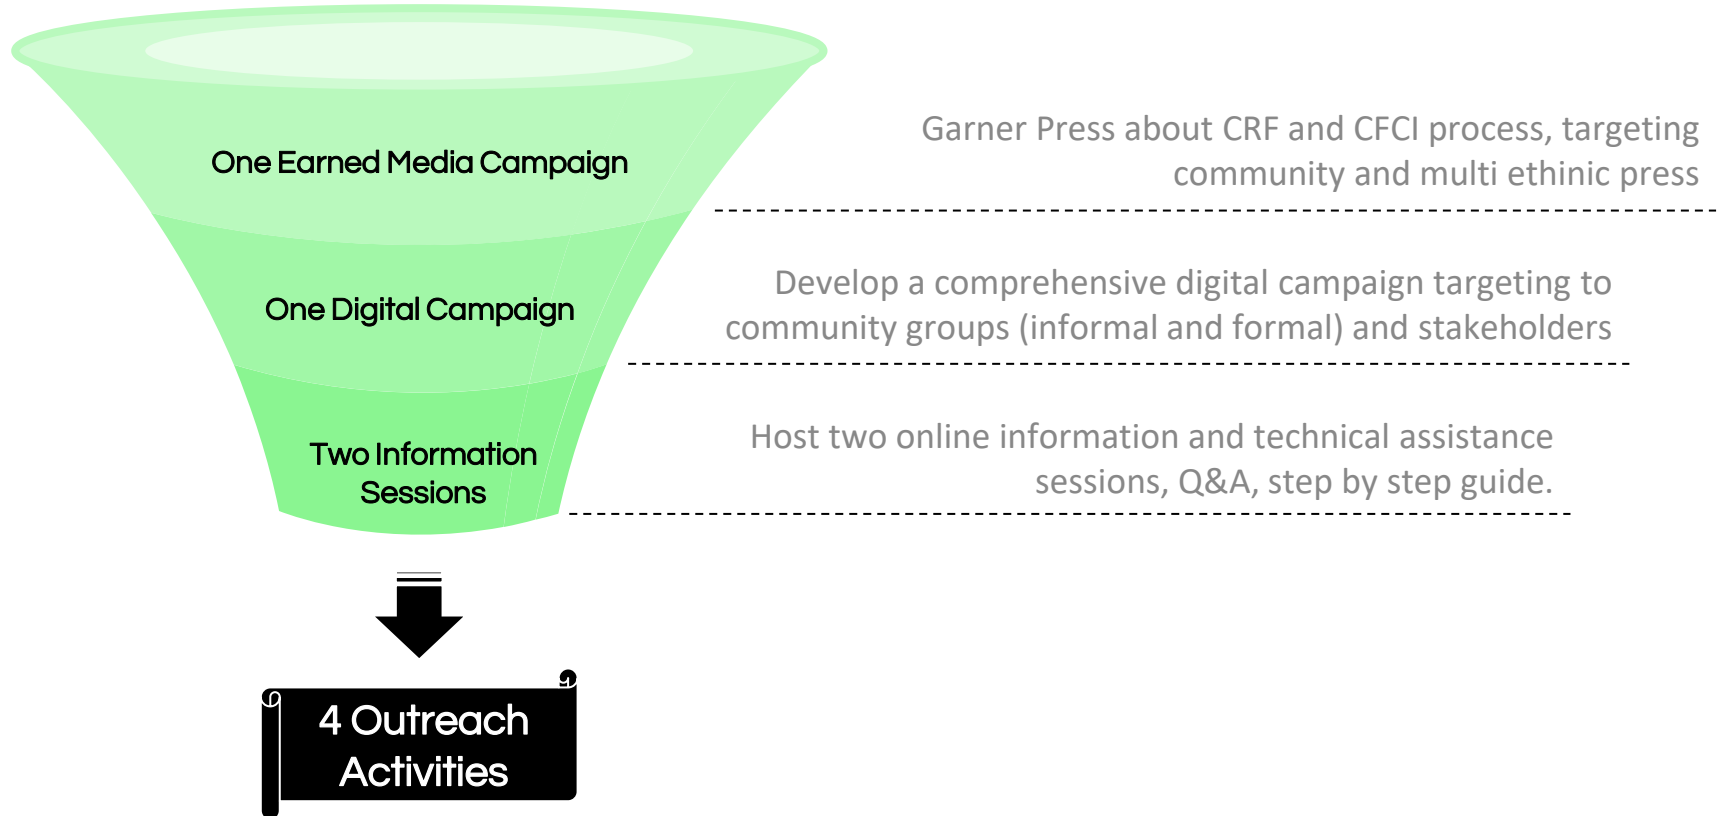 One Earned Media Campaign
Garner Press about CRF and CFCI process, targeting
community and multi ethinic press
One Digital Campaign
Develop a comprehensive digital campaign targeting to
community groups (informal and formal) and stakeholders
Two Information
Sessions
Host two online information and technical assistance
sessions, Q&A, step by step guide.
4 Outreach
Activities